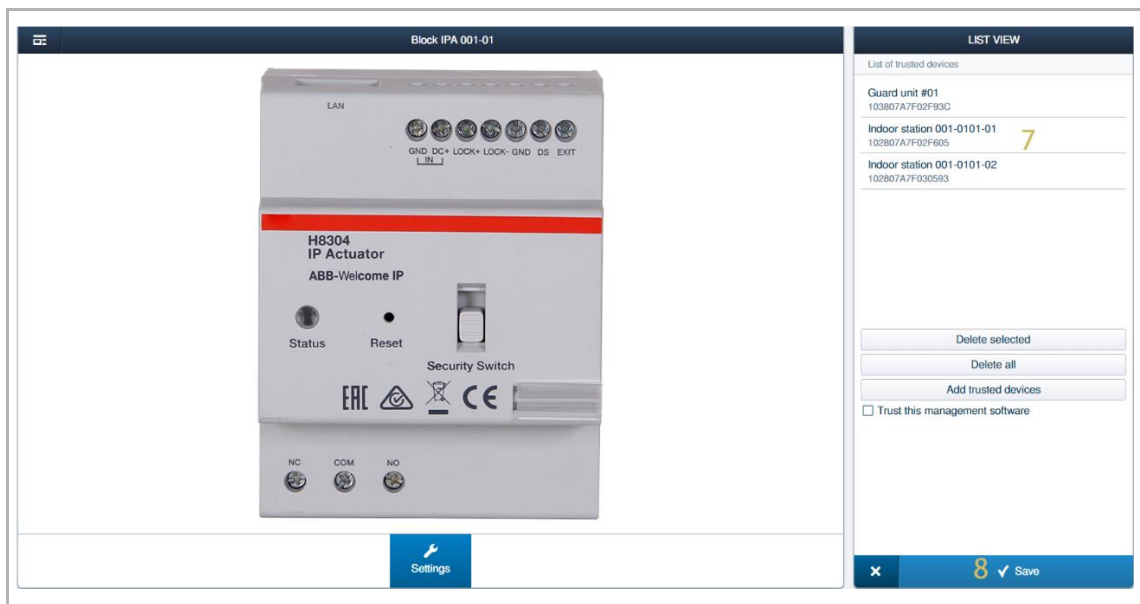 Block IPA 001-01
LAN
GND DC+ LOCK+ LOCK- GND DS EXIT
IN
H8304
IP Actuator
ABB-Welcome IP
Status
Reset
Security Switch
EAC
CE
NC COM NO
Settings
LIST VIEW
List of trusted devices
Guard unit #01
103807A7F02F93C
Indoor station 001-0101-01
102807A7F02F605
7
Indoor station 001-0101-02
102807A7F030593
Delete selected
Delete all
Add trusted devices
Trust this management software
8 Save